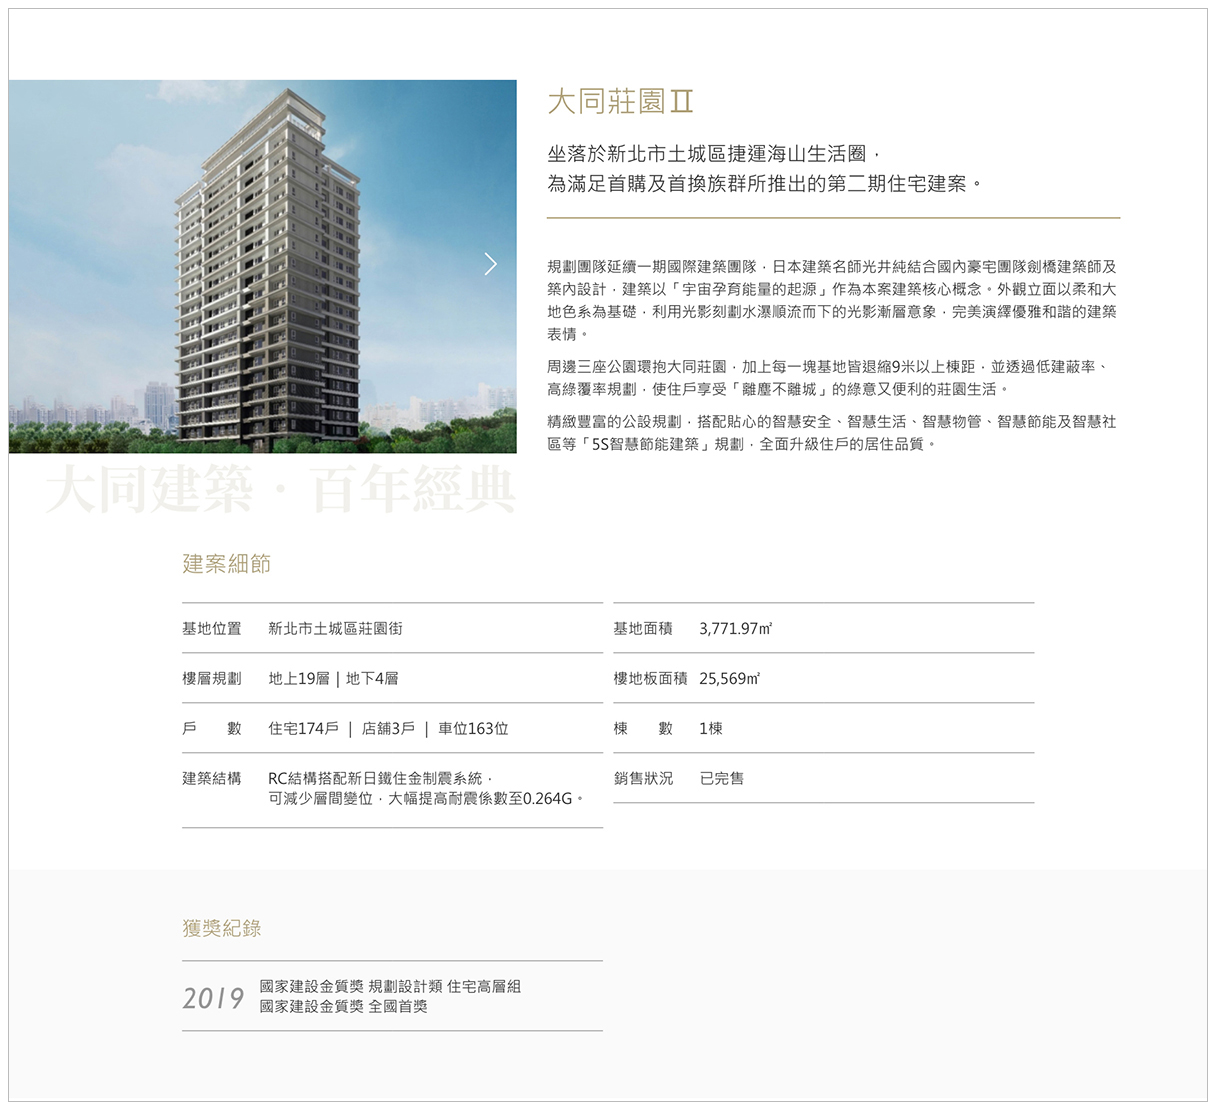 大同莊園Ⅱ
坐落於新北市土城區捷運海山生活圈，
為滿足首購及首換族群所推出的第二期住宅建案。
規劃團隊延續一期國際建築團隊，日本建築名師光井純結合國內豪宅團隊劍橋建築師及
築內設計，建築以「宇宙孕育能量的起源」作為本案建築核心概念。外觀立面以柔和大
地色系為基礎，利用光影刻劃水瀑順流而下的光影漸層意象，完美演繹優雅和諧的建築
表情。
周邊三座公園環抱大同莊園，加上每一塊基地皆退縮9米以上棟距，並透過低建蔽率、
高綠覆率規劃，使住戶享受「離塵不離城」的綠意又便利的莊園生活。
精緻豐富的公設規劃，搭配貼心的智慧安全、智慧生活、智慧物管、智慧節能及智慧社
區等「5S智慧節能建築」規劃，全面升級住戶的居住品質。
大同建築・百年經典
建案細節
基地位置 新北市土城區莊園街
樓層規劃 地上19層 | 地下4層
戶 數 住宅174戶 | 店舖3戶 | 車位163位
建築結構 RC結構搭配新日鐵住金制震系統，
可減少層間變位，大幅提高耐震係數至0.264G。
基地面積 3,771.97㎡
樓地板面積 25,569㎡
棟 數 1棟
銷售狀況 已完售
獲獎紀錄
2019
國家建設金質獎 規劃設計類 住宅高層組
國家建設金質獎 全國首獎